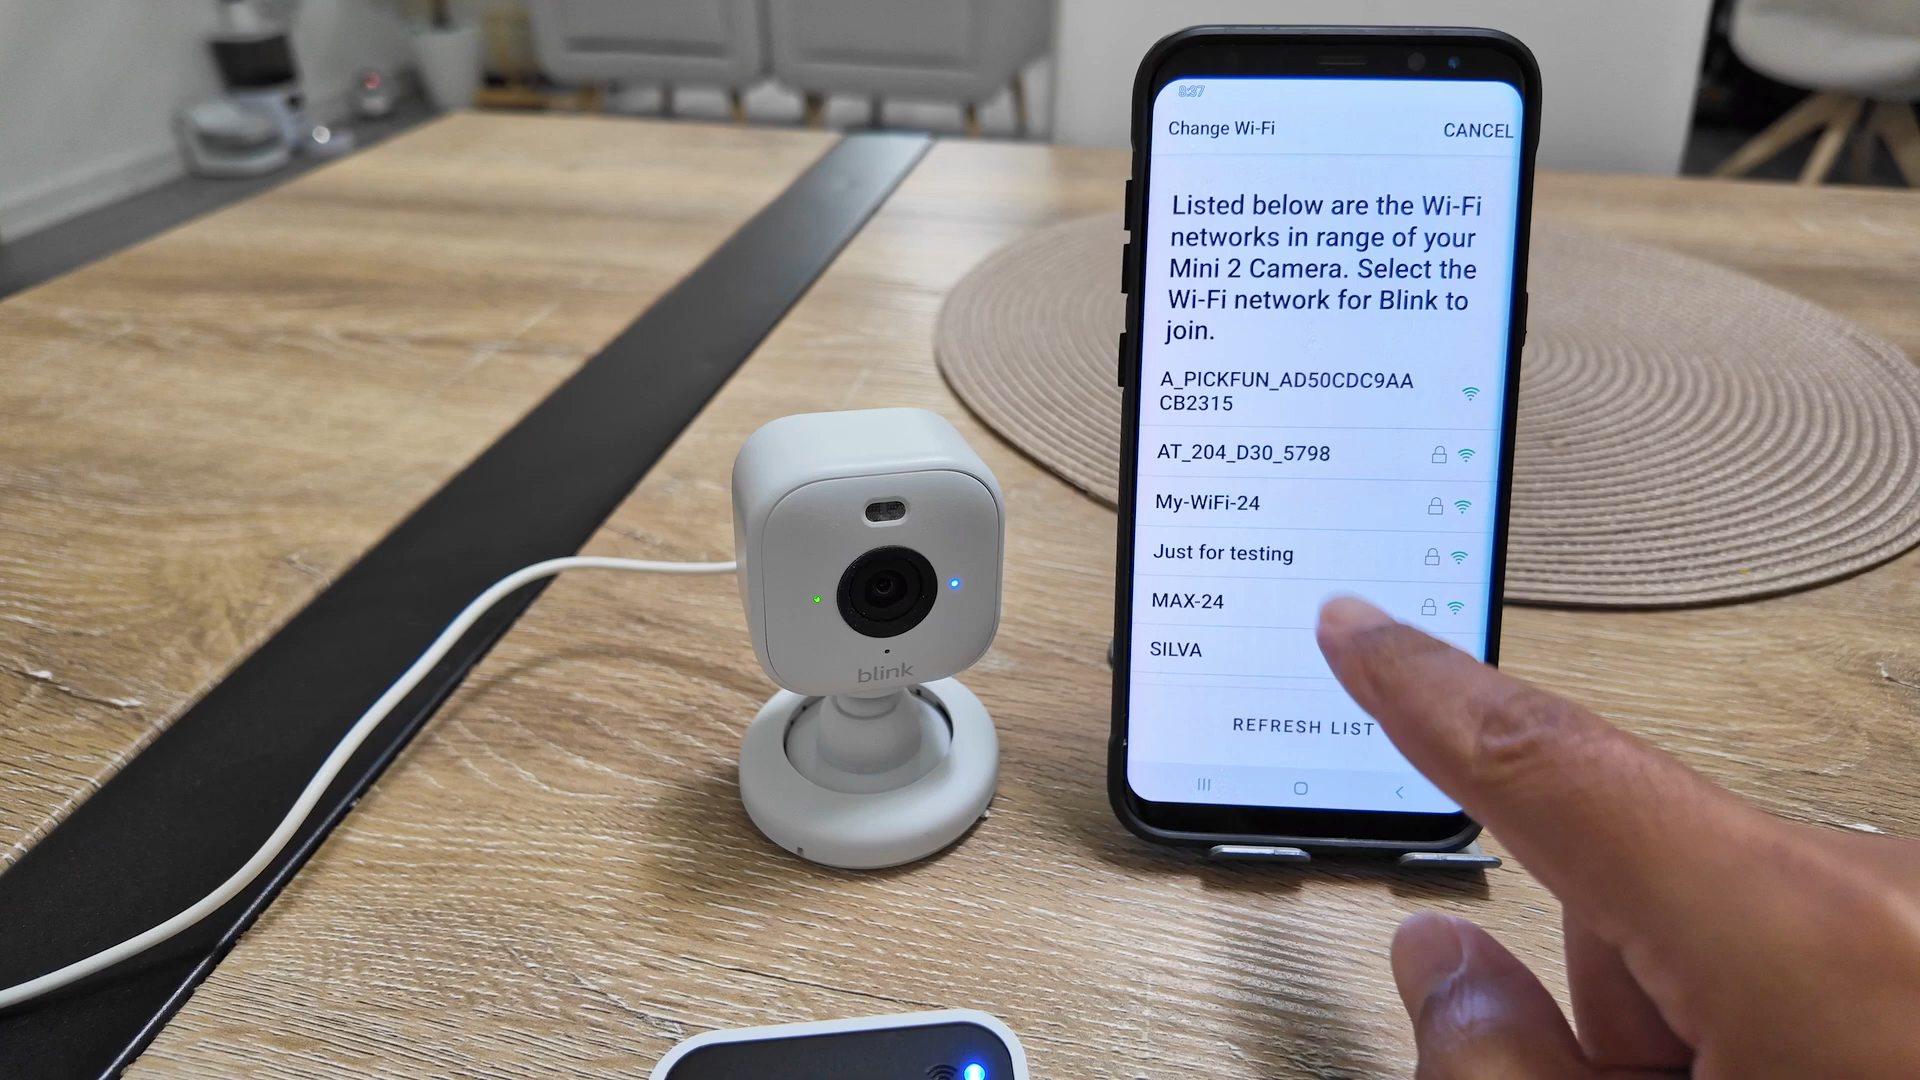 8:37
Change Wi-Fi
CANCEL
Listed below are the Wi-Fi
networks in range of your
Mini 2 Camera. Select the
Wi-Fi network for Blink to
join.
A_PICKFUN_AD50CDC9AA
CB2315
AT_204_D30_5798
My-WiFi-24
Just for testing
MAX-24
SILVA
REFRESH LIST
blink